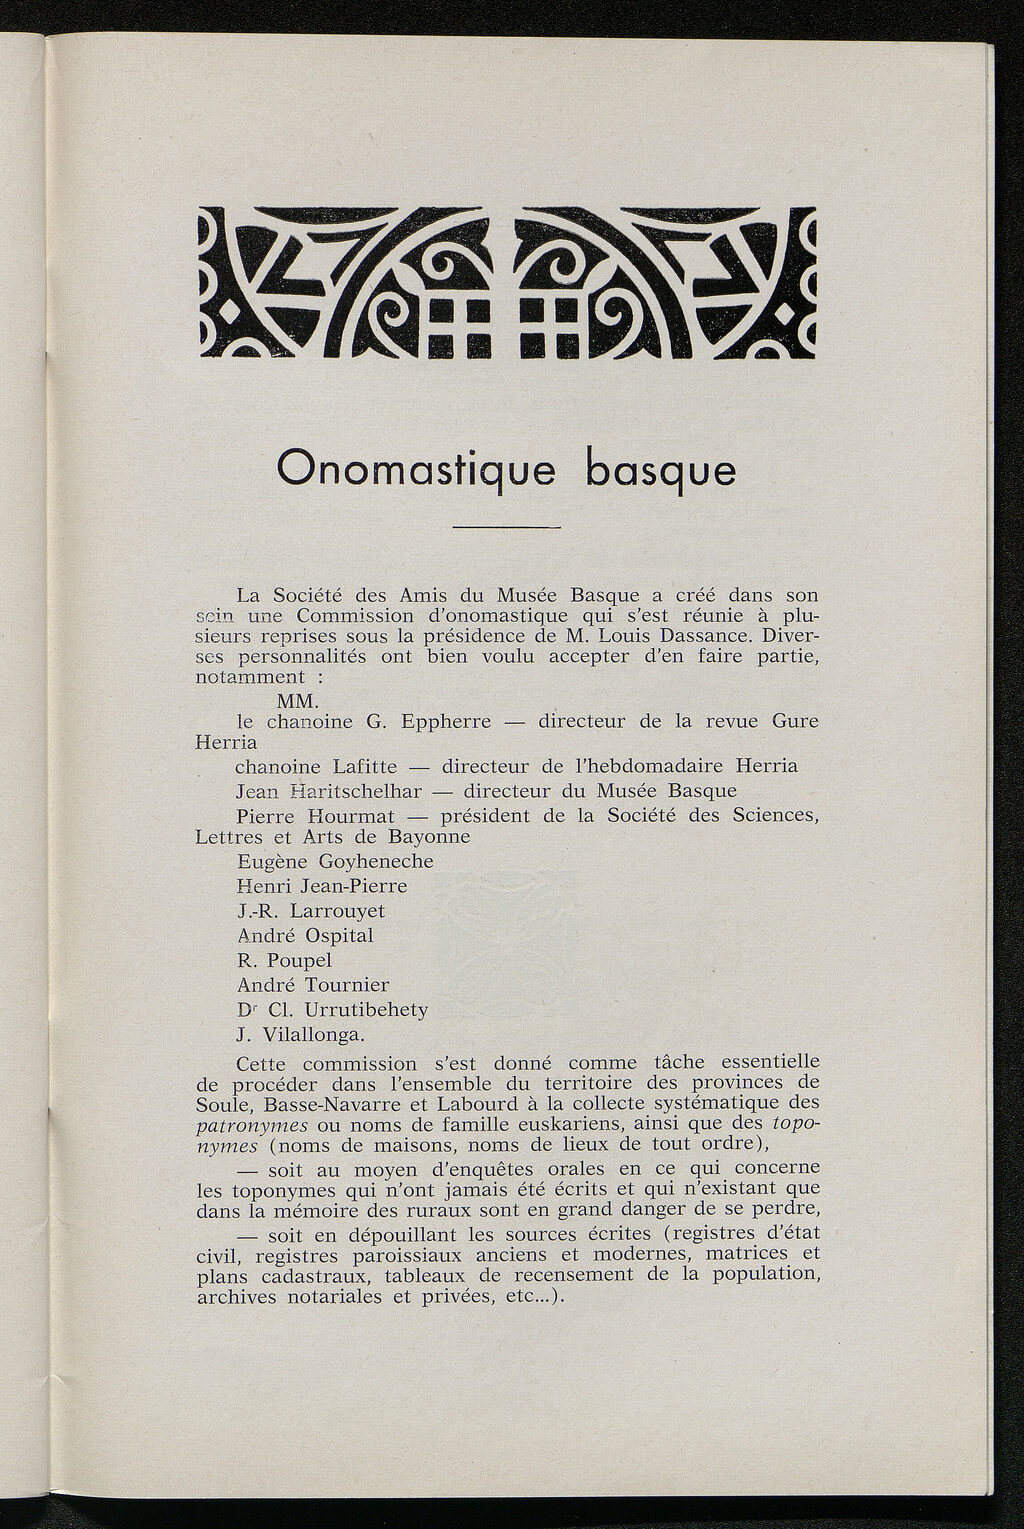 Onomastique basque
La Société des Amis du Musée Basque a créé dans son
sein une Commission d'onomastique qui s'est réunie à plu-
sieurs reprises sous la présidence de M. Louis Dassance. Diver-
ses personnalités ont bien voulu accepter d'en faire partie,
notamment :
MM.
le chanoine G. Eppherre — directeur de la revue Gure
Herria
chanoine Lafitte — directeur de l'hebdomadaire Herria
Jean Haritschelhar — directeur du Musée Basque
Pierre Hourmat — président de la Société des Sciences,
Lettres et Arts de Bayonne
Eugène Goyheneche
Henri Jean-Pierre
J.-R. Larrouyet
André Ospital
R. Poupel
André Tournier
Dr Cl. Urrutibehety
J. Vilallonga.
Cette commission s'est donné comme tâche essentielle
de procéder dans l'ensemble du territoire des provinces de
Soule, Basse-Navarre et Labourd à la collecte systématique des
patronymes ou noms de famille euskariens, ainsi que des topo-
nymes (noms de maisons, noms de lieux de tout ordre),
— soit au moyen d'enquêtes orales en ce qui concerne
les toponymes qui n'ont jamais été écrits et qui n'existant que
dans la mémoire des ruraux sont en grand danger de se perdre,
— soit en dépouillant les sources écrites (registres d'état
civil, registres paroissiaux anciens et modernes, matrices et
plans cadastraux, tableaux de recensement de la population,
archives notariales et privées, etc...).